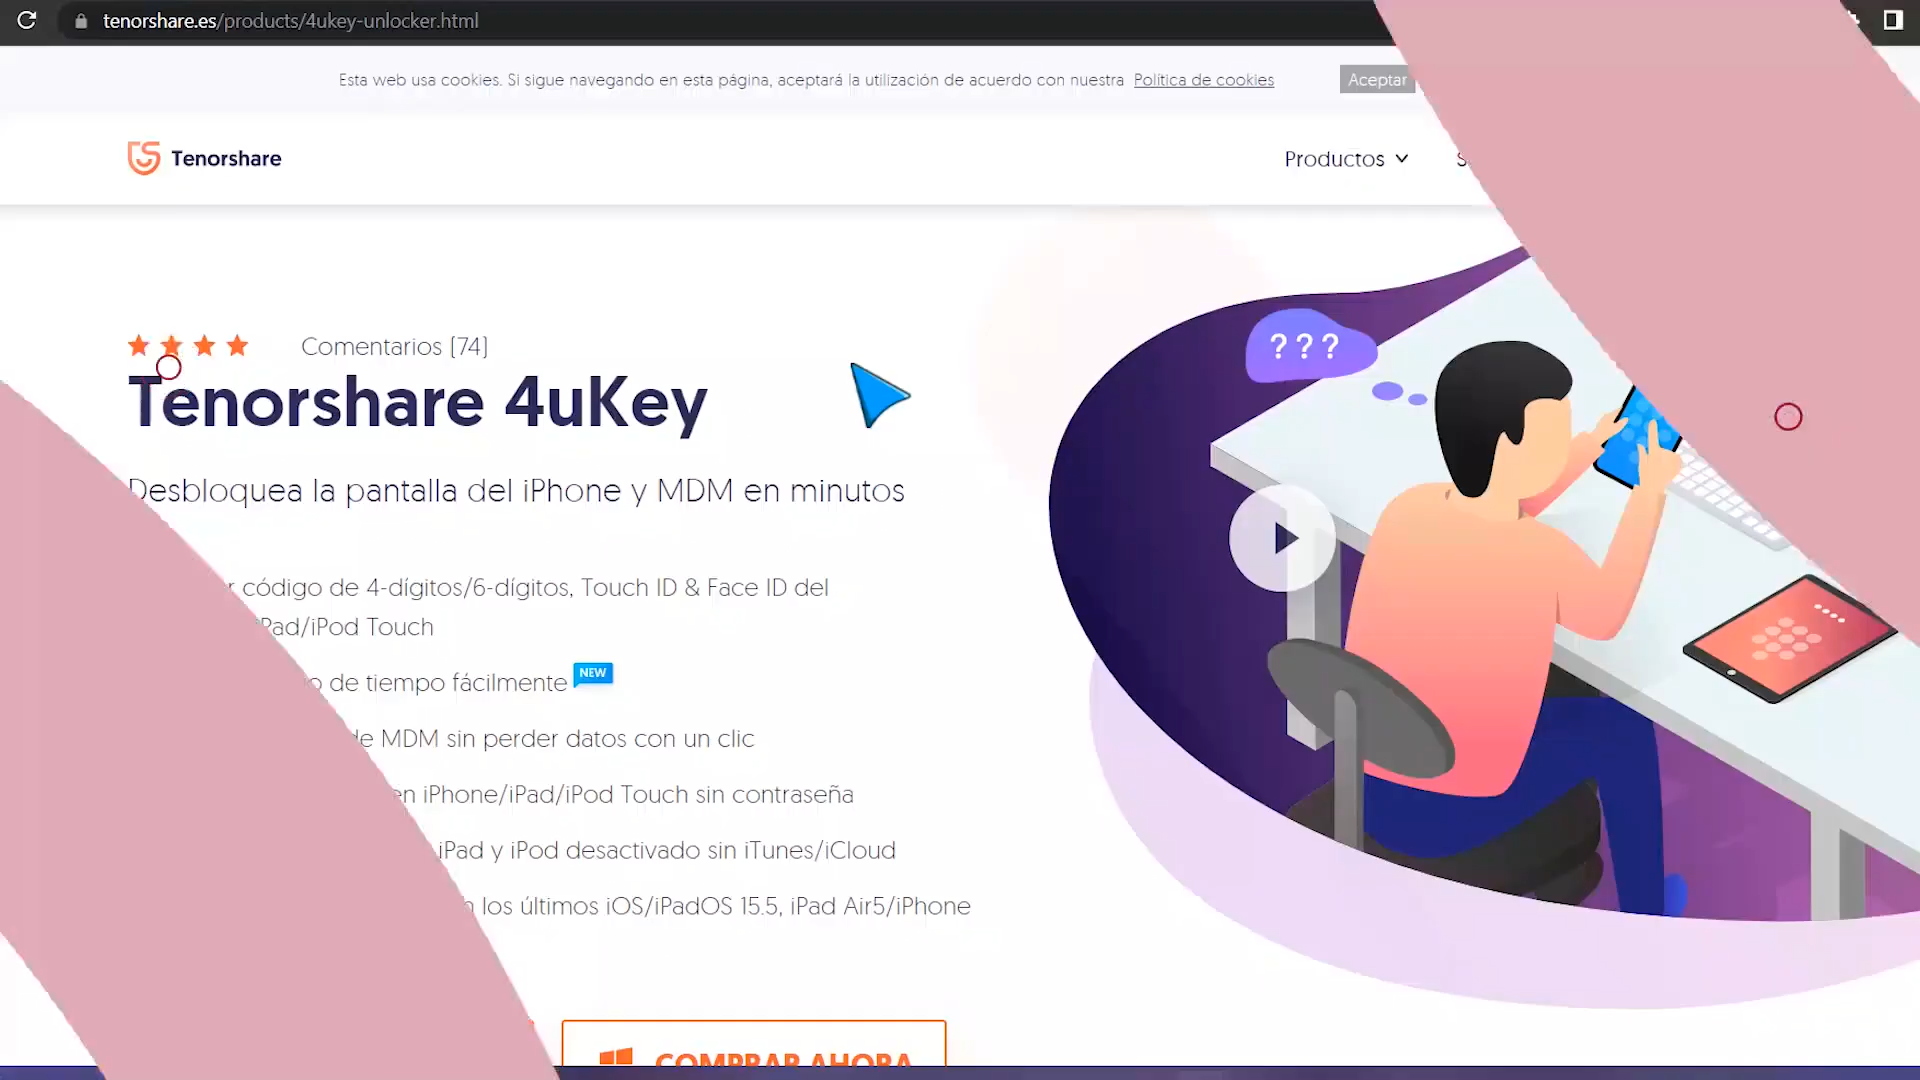 tenorshare.es/products/4ukey-unlocker.html
Esta web usa cookies. Si sigue navegando en esta página, aceptará la utilización de acuerdo con nuestra Política de cookies
Aceptar
Tenorshare
Productos
Comentarios (74)
Tenorshare 4uKey
Desbloquea la pantalla del iPhone y MDM en minutos
código de 4-dígitos/6-dígitos, Touch ID & Face ID del
iPad/iPod Touch
de tiempo fácilmente NEW
de MDM sin perder datos con un clic
en iPhone/iPad/iPod Touch sin contraseña
iPad y iPod desactivado sin iTunes/iCloud
los últimos iOS/iPadOS 15.5, iPad Air5/iPhone
COMPRAR AHORA
???